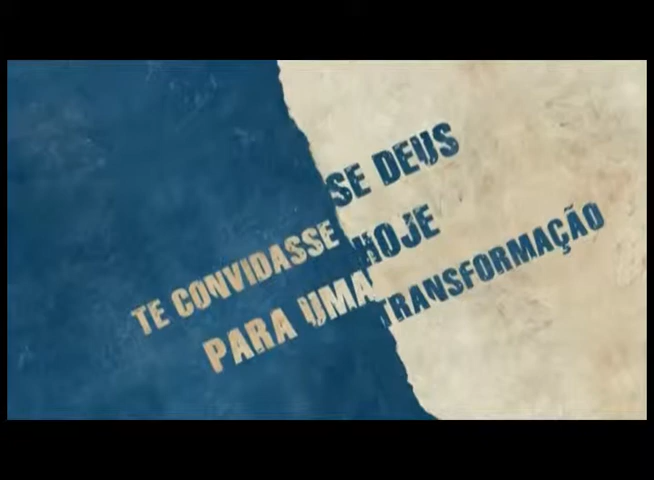 SE DEUS
TE CONVIDASSE HOJE
PARA UMA TRANSFORMAÇÃO